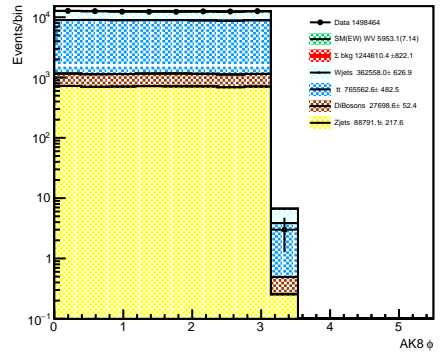 Events/bin
10^4
10^3
10^2
10
1
10^−1
Data 1498464
SM(EW) WV 5953.1(7.14)
Σ bkg 1244610.4 ±822.1
Wjets 362558.0± 626.9
tt 765562.6± 482.5
DiBosons 27698.6± 52.4
Zjets 88791.1± 217.6
0 1 2 3 4 5
AK8 φ